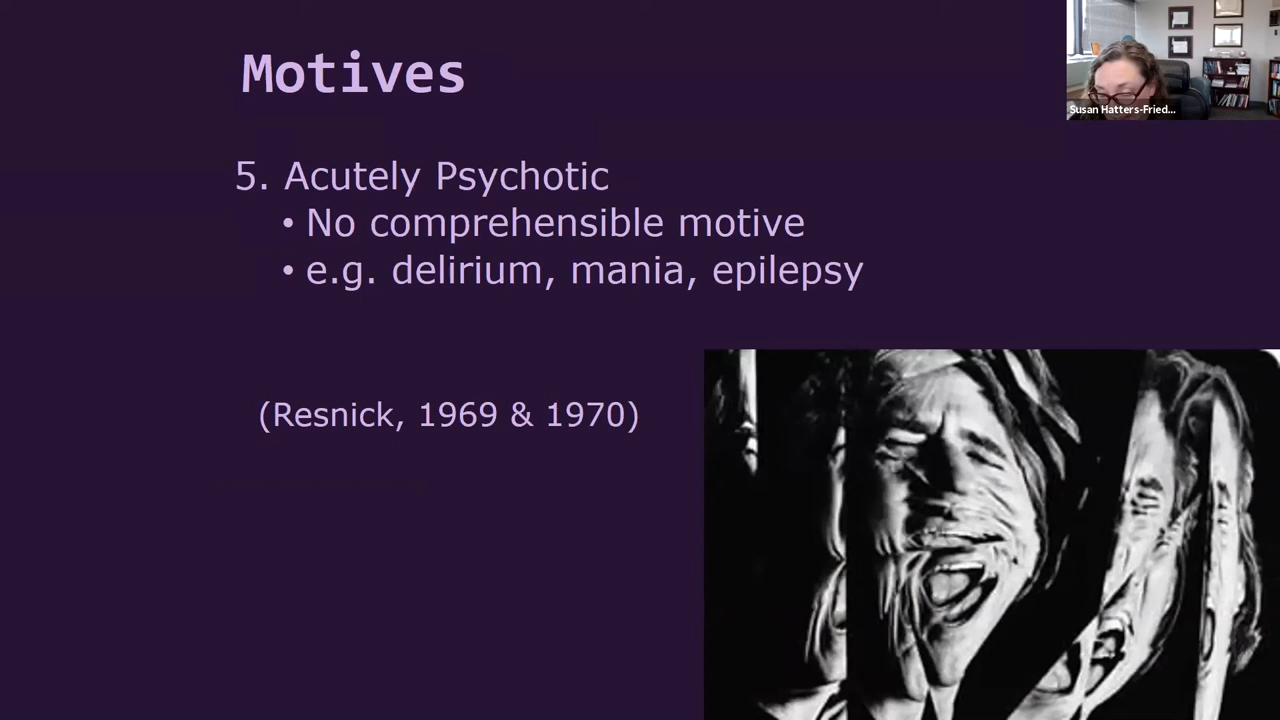 Motives
Susan Hatters-Fried...
5. Acutely Psychotic
• No comprehensible motive
• e.g. delirium, mania, epilepsy
(Resnick, 1969 & 1970)